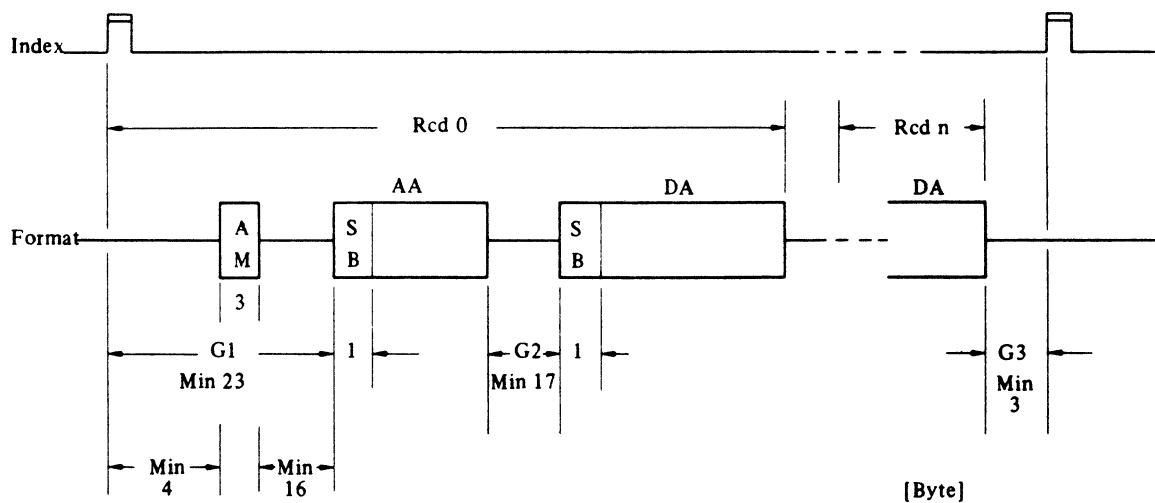 Index
Rcd 0
Rcd n
AA
DA
DA
Format
A
M
S
B
S
B
3
G1
1
G2
1
G3
Min 23
Min 17
Min
3
Min
4
Min
16
[Byte]